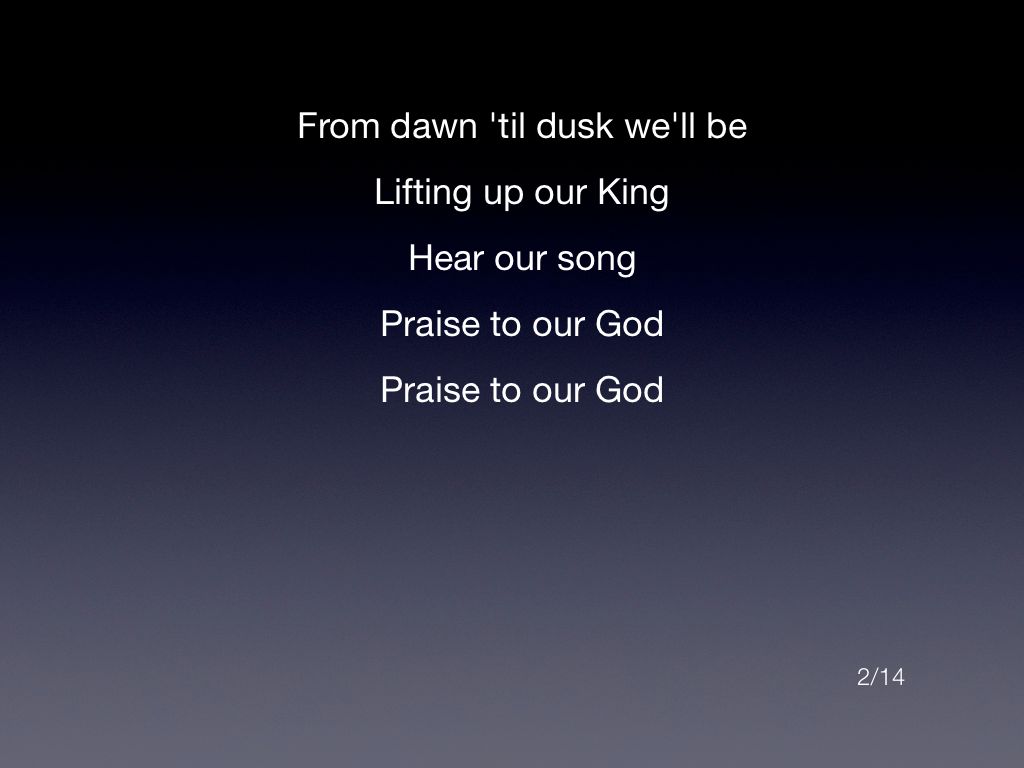 From dawn 'til dusk we'll be
Lifting up our King
Hear our song
Praise to our God
Praise to our God
2/14